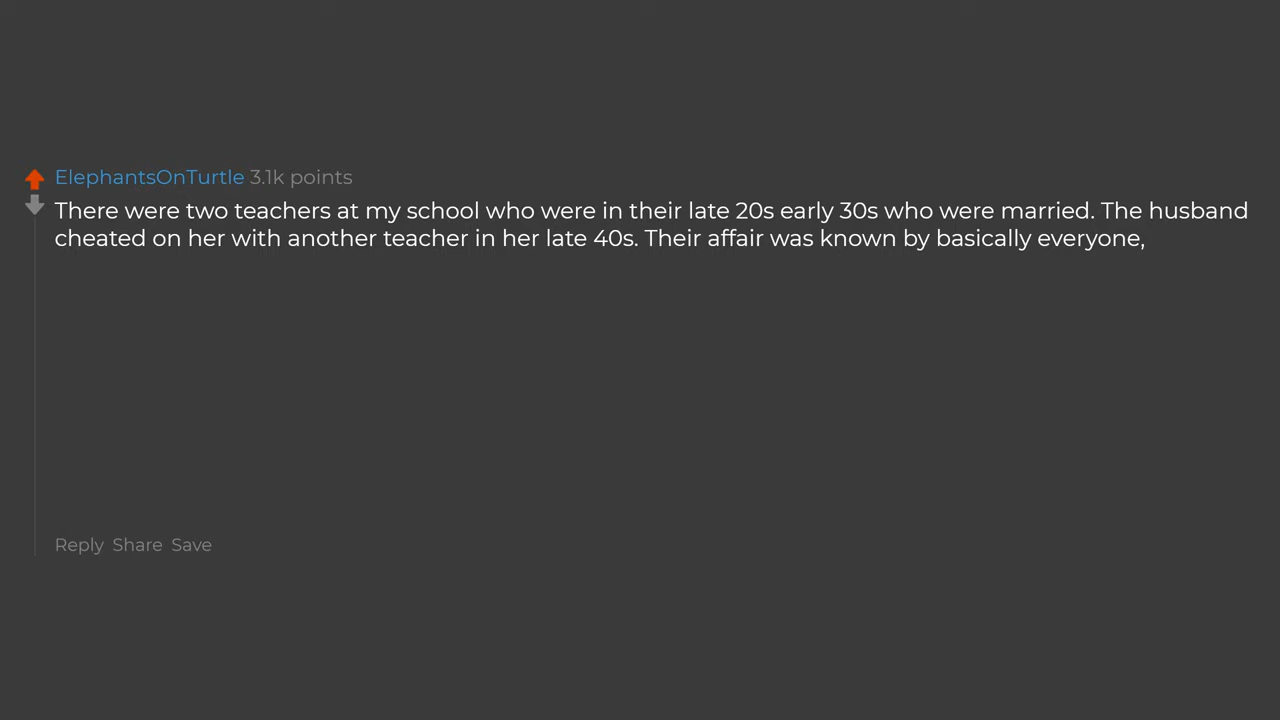 ElephantsOnTurtle 3.1k points
There were two teachers at my school who were in their late 20s early 30s who were married. The husband
cheated on her with another teacher in her late 40s. Their affair was known by basically everyone,
Reply Share Save